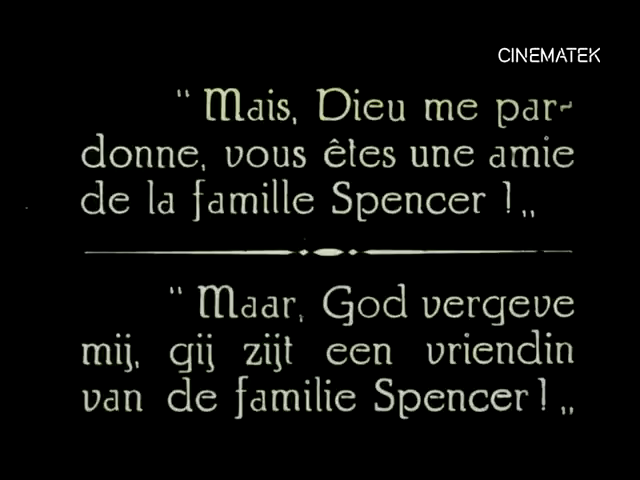 CINEMATEK
" Mais, Dieu me par-
donne, vous êtes une amie
de la famille Spencer ! „
" Maar, God vergeve
mij, gij zijt een vriendin
van de familie Spencer ! „